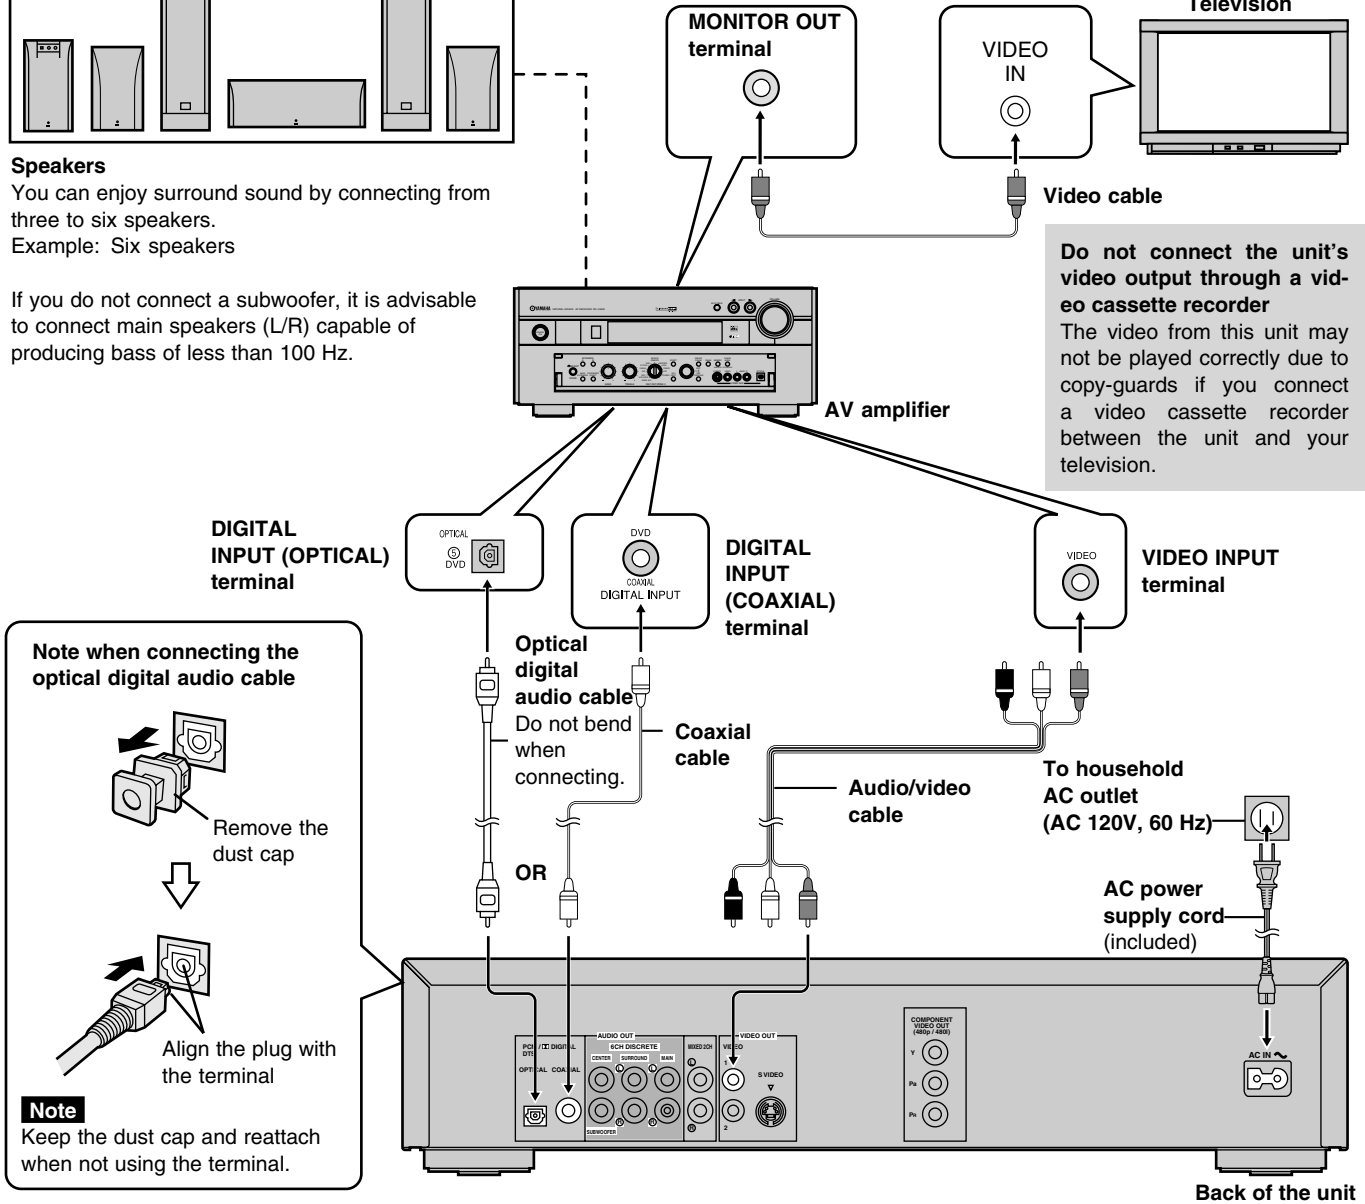 Television
MONITOR OUT
terminal
VIDEO
IN
Speakers
You can enjoy surround sound by connecting from
three to six speakers.
Example: Six speakers
If you do not connect a subwoofer, it is advisable
to connect main speakers (L/R) capable of
producing bass of less than 100 Hz.
Video cable
Do not connect the unit's
video output through a vid-
eo cassette recorder
The video from this unit may
not be played correctly due to
copy-guards if you connect
a video cassette recorder
between the unit and your
television.
YAMAHA
AV amplifier
DIGITAL
INPUT (OPTICAL)
terminal
OPTICAL
5
DVD
DVD
COAXIAL
DIGITAL INPUT
DIGITAL
INPUT
(COAXIAL)
terminal
VIDEO
VIDEO INPUT
terminal
Note when connecting the
optical digital audio cable
Remove the
dust cap
Align the plug with
the terminal
Note
Keep the dust cap and reattach
when not using the terminal.
Optical
digital
audio cable
Do not bend
when
connecting.
Coaxial
cable
OR
Audio/video
cable
To household
AC outlet
(AC 120V, 60 Hz)
AC power
supply cord
(included)
AUDIO OUT
VIDEO OUT
PCM / DIGITAL
DTS
6CH DISCRETE
MIXED 2CH
VIDEO
CENTER SURROUND MAIN
OPTICAL COAXIAL
L L L
1
S VIDEO
R R R
2
SUBWOOFER
COMPONENT
VIDEO OUT
(480p / 480i)
Y
PB
PR
AC IN
Back of the unit